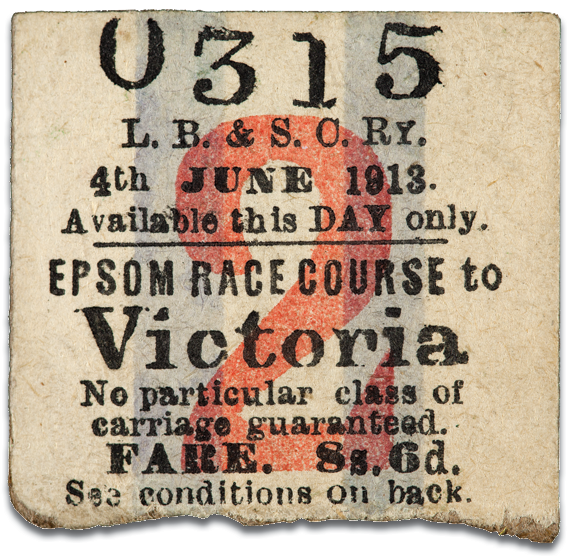 0315
L. B. & S. C. RY.
4th JUNE 1913.
Available this DAY only.
EPSOM RACE COURSE to
Victoria
2
No particular class of
carriage guaranteed.
FARE. 8s. 6d.
See conditions on back.